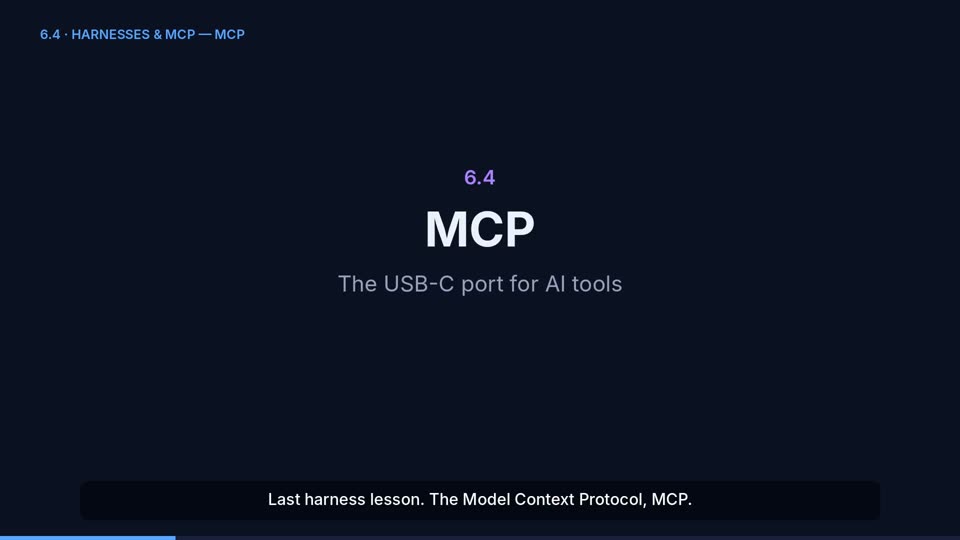 6.4 · HARNESSES & MCP — MCP
6.4
MCP
The USB-C port for AI tools
Last harness lesson. The Model Context Protocol, MCP.